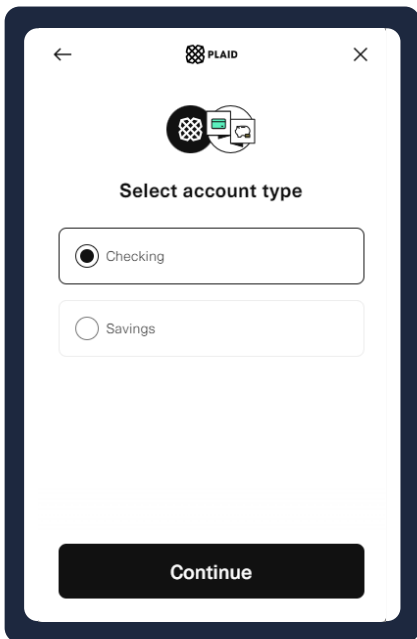 PLAID
Select account type
Checking
Savings
Continue